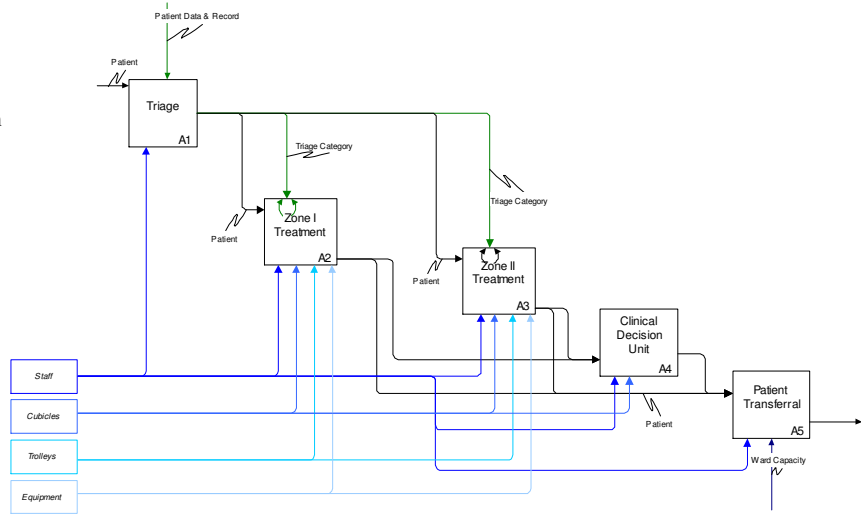 Patient Data & Record
Patient
Triage
A1
Triage Category
Triage Category
Patient
Zone I
Treatment
A2
Patient
Zone II
Treatment
A3
Clinical
Decision
Unit
A4
Staff
Cubicles
Trolleys
Equipment
Patient
Transferral
A5
Patient
Ward Capacity